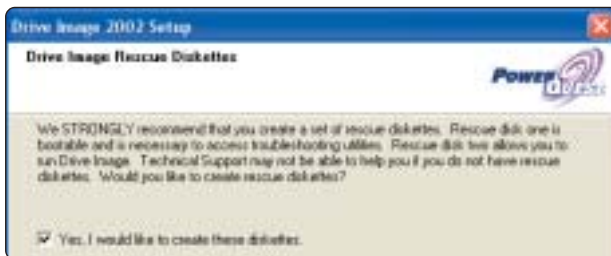 Drive Image 2002 Setup
Drive Image Rescue Diskettes
POWERQUEST
We STRONGLY recommend that you create a set of rescue diskettes. Rescue disk one is
bootable and is necessary to access troubleshooting utilities. Rescue disk two allows you to
run Drive Image. Technical Support may not be able to help you if you do not have rescue
diskettes. Would you like to create rescue diskettes?
Yes, I would like to create these diskettes.